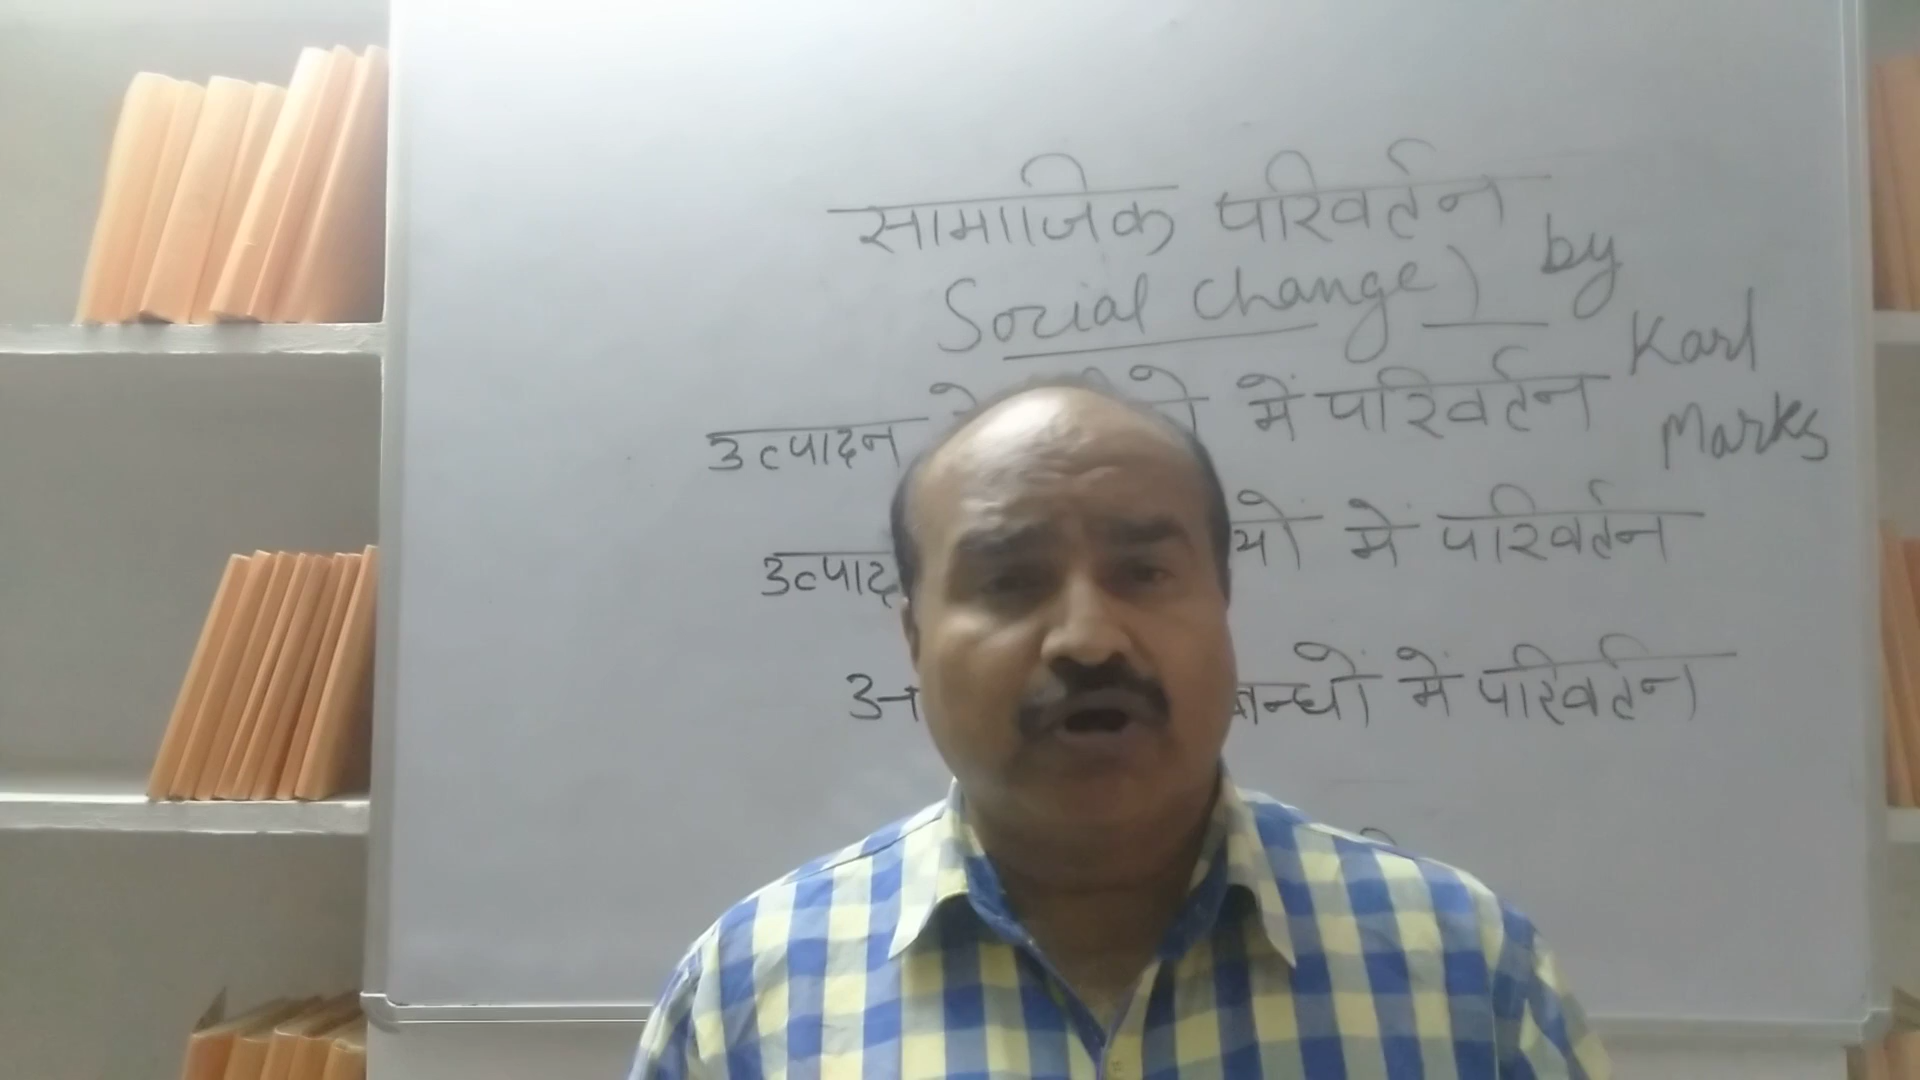 सामाजिक परिवर्तन
Social Change) by
Karl
Marks
उत्पादन में परिवर्तन
में परिवर्तन
में परिवर्तन